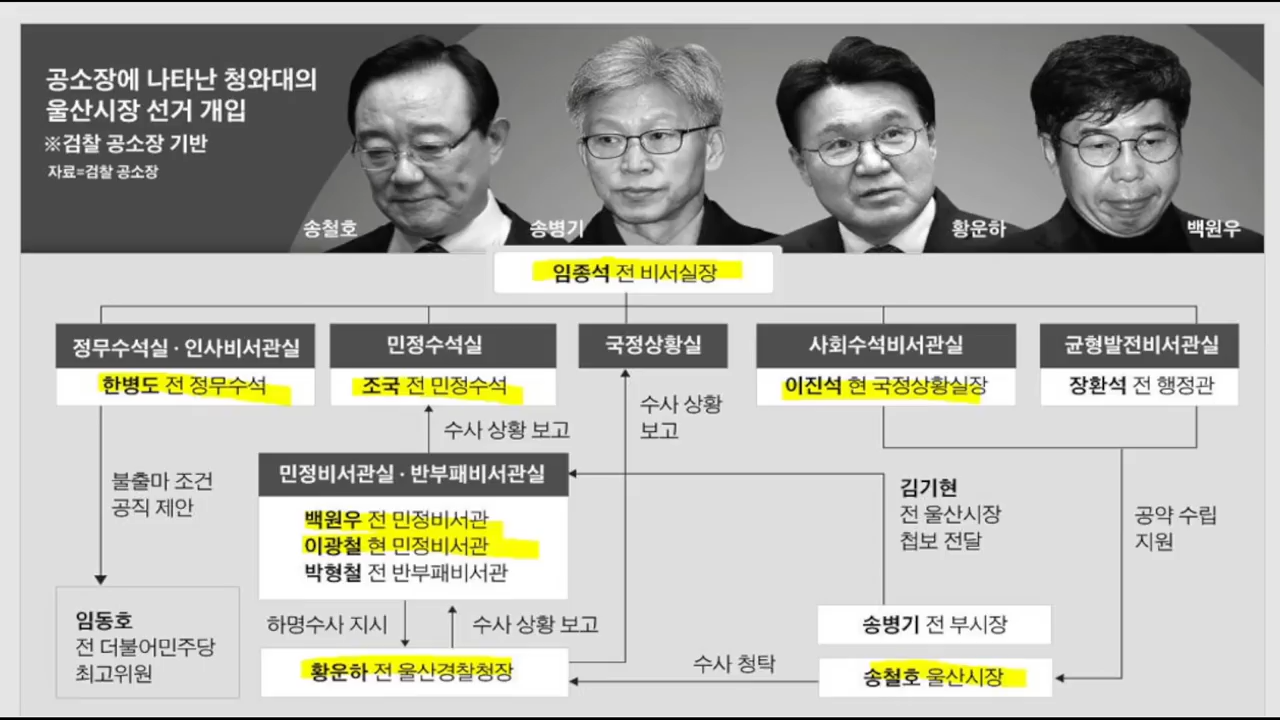 공소장에 나타난 청와대의
울산시장 선거 개입
※검찰 공소장 기반
자료=검찰 공소장
송철호
송병기
황운하
백원우
임종석 전 비서실장
정무수석실·인사비서관실
한병도 전 정무수석
민정수석실
조국 전 민정수석
국정상황실
사회수석비서관실
이진석 현 국정상황실장
균형발전비서관실
장환석 전 행정관
수사 상황 보고
수사 상황
보고
불출마 조건
공직 제안
민정비서관실·반부패비서관실
백원우 전 민정비서관
이광철 현 민정비서관
박형철 전 반부패비서관
김기현
전 울산시장
첩보 전달
공약 수립
지원
임동호
전 더불어민주당
최고위원
하명수사 지시
수사 상황 보고
송병기 전 부시장
황운하 전 울산경찰청장
수사 청탁
송철호 울산시장